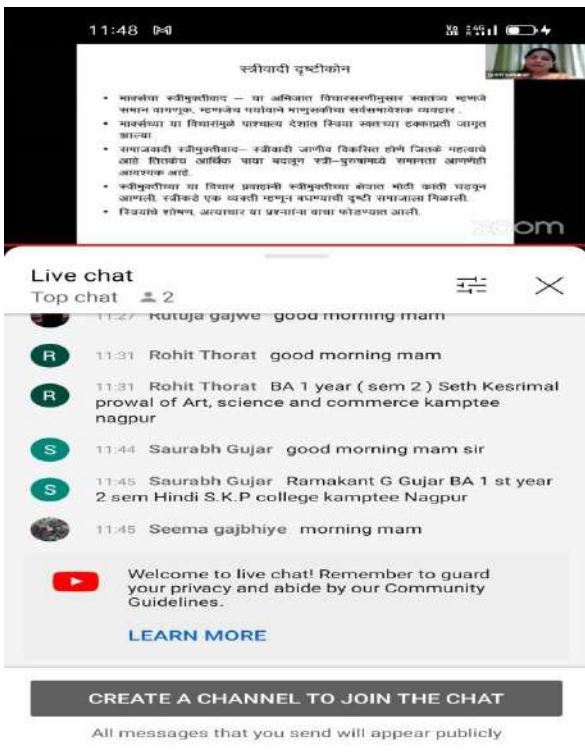 11:48
स्त्रीवादी दृष्टीकोन
• मार्क्सचा स्त्रीमुक्तीवाद – या अभिजात विचारसरणीनुसार स्वातंत्र्य म्हणजे
समान वागणूक, म्हणजेच पर्यायाने माणुसकीचा सर्वसमावेशक व्यवहार .
• मार्क्सच्या या विचारांमुळे पाश्चात्य देशांत स्त्रिया स्वतःच्या हक्काप्रती जागृत
झाल्या.
• समाजवादी स्त्रीमुक्तीवाद– स्त्रीवादी जाणीव विकसित होणे जितके महत्वाचे
आहे तितकेच आर्थिक पाया बदलून स्त्री–पुरुषांमध्ये समानता आणणेही
आवश्यक आहे.
• स्त्रीमुक्तीच्या या विचार प्रवाहांनी स्त्रीमुक्तीच्या क्षेत्रात मोठी क्रांती घडवून
आणली. स्त्रीकडे एक व्यक्ती म्हणून बघण्याची दृष्टी समाजाला मिळाली.
• स्त्रियांचे शोषण, अत्याचार या प्रश्नांना वाचा फोडण्यात आली.
zoom
Live chat
Top chat 2
11:27 Rutuja gajwe good morning mam
R 11:31 Rohit Thorat good morning mam
R 11:31 Rohit Thorat BA 1 year ( sem 2 ) Seth Kesrimal
prowal of Art, science and commerce kamptee
nagpur
S 11:44 Saurabh Gujar good morning mam sir
S 11:45 Saurabh Gujar Ramakant G Gujar BA 1 st year
2 sem Hindi S.K.P college kamptee Nagpur
11:45 Seema gajbhiye morning mam
Welcome to live chat! Remember to guard
your privacy and abide by our Community
Guidelines.
LEARN MORE
CREATE A CHANNEL TO JOIN THE CHAT
All messages that you send will appear publicly